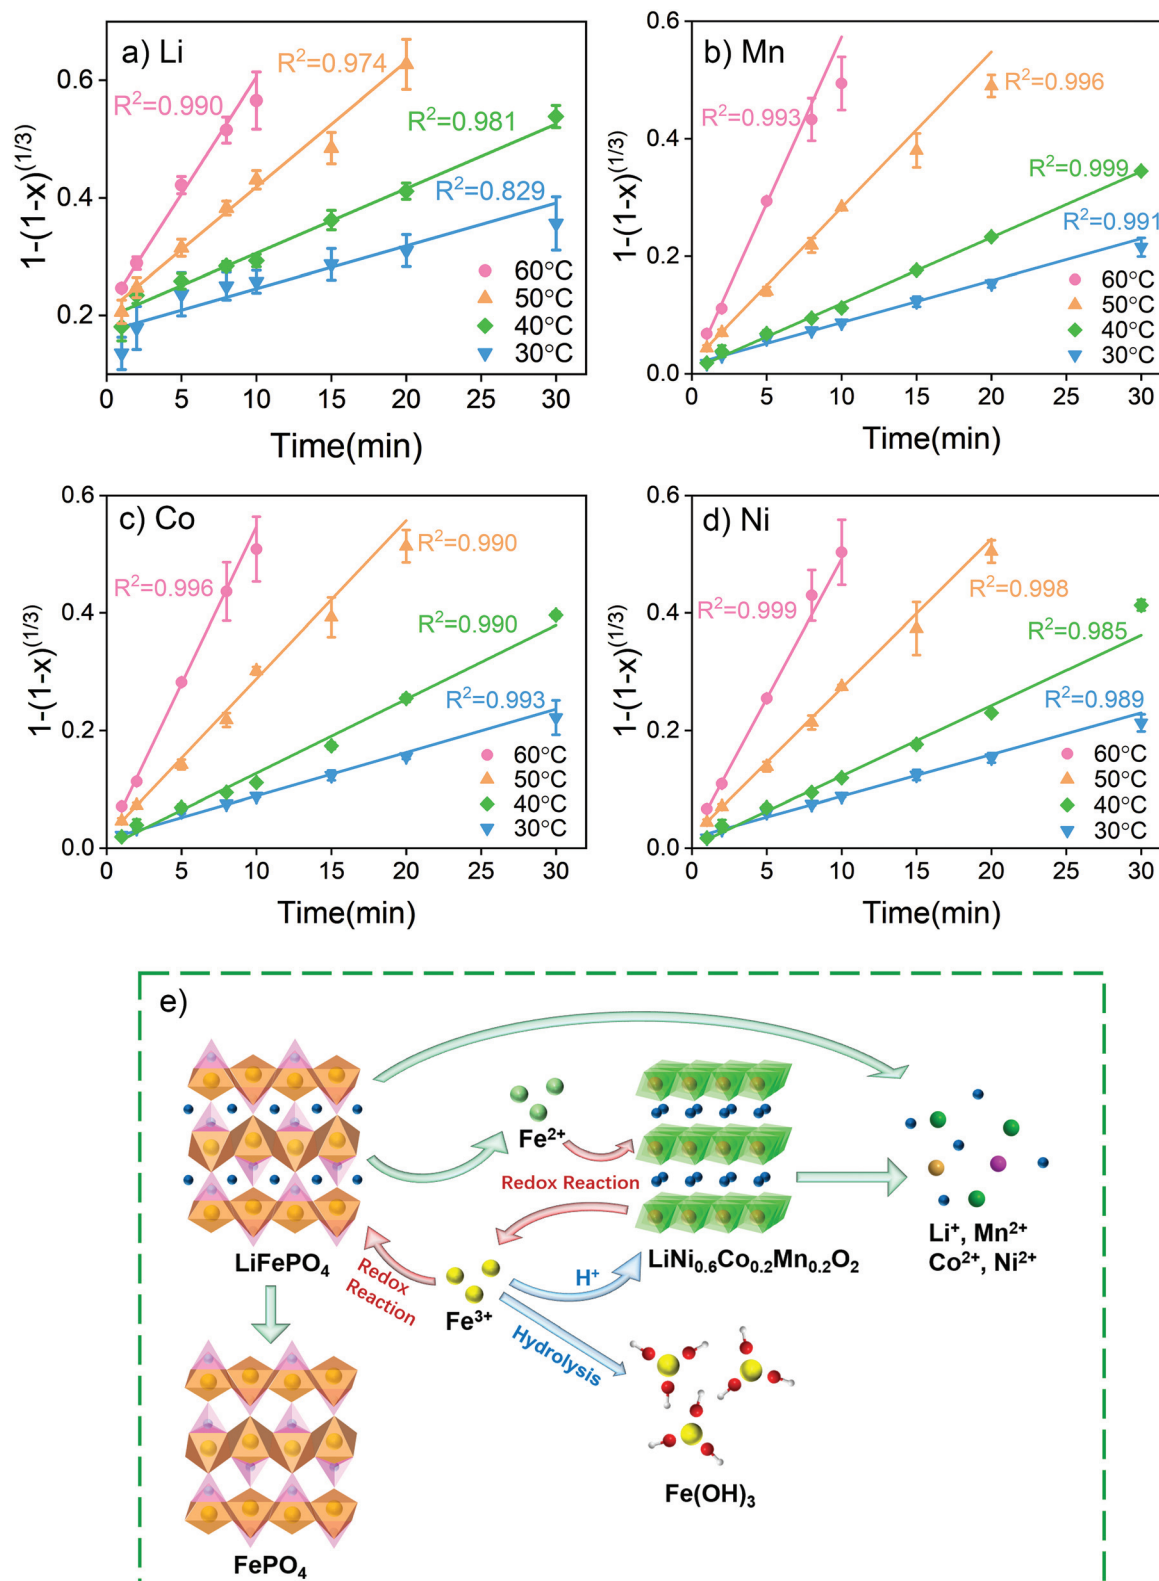 a) Li
R²=0.990
R²=0.974
R²=0.981
R²=0.829
60°C
50°C
40°C
30°C
0.6
0.4
0.2
0 5 10 15 20 25 30
1-(1-x)^(1/3)
Time(min)
b) Mn
R²=0.993
R²=0.996
R²=0.999
R²=0.991
60°C
50°C
40°C
30°C
0.6
0.4
0.2
0.0
0 5 10 15 20 25 30
1-(1-x)^(1/3)
Time(min)
c) Co
R²=0.996
R²=0.990
R²=0.990
R²=0.993
60°C
50°C
40°C
30°C
0.6
0.4
0.2
0.0
0 5 10 15 20 25 30
1-(1-x)^(1/3)
Time(min)
d) Ni
R²=0.999
R²=0.998
R²=0.985
R²=0.989
60°C
50°C
40°C
30°C
0.6
0.4
0.2
0.0
0 5 10 15 20 25 30
1-(1-x)^(1/3)
Time(min)
e)
Fe²⁺
Redox Reaction
LiFePO₄
LiNi₀.₆Co₀.₂Mn₀.₂O₂
Li⁺, Mn²⁺
Co²⁺, Ni²⁺
Redox
Reaction
Fe³⁺
H⁺
Hydrolysis
Fe(OH)₃
FePO₄